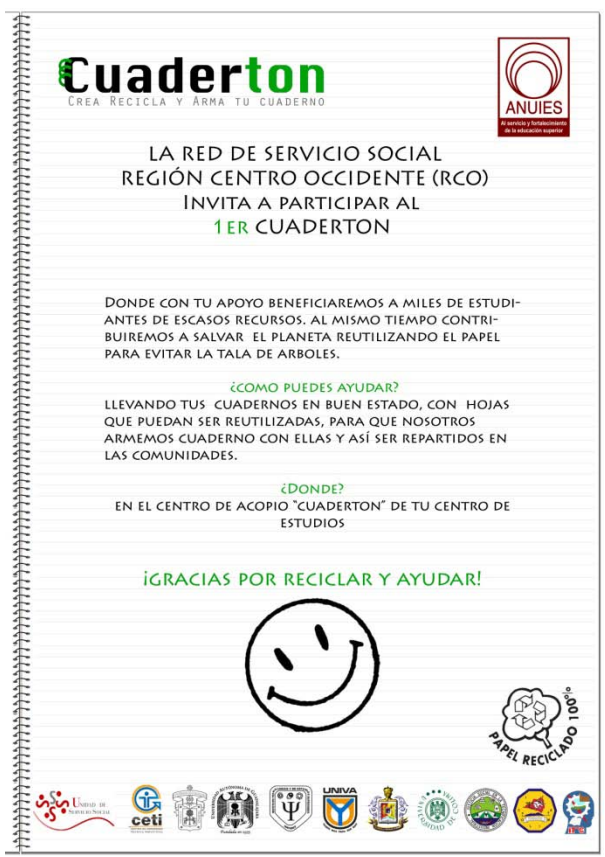 Cuaderton
CREA RECICLA Y ARMA TU CUADERNO
ANUIES
Al servicio y fortalecimiento
de la educación superior
LA RED DE SERVICIO SOCIAL
REGIÓN CENTRO OCCIDENTE (RCO)
INVITA A PARTICIPAR AL
1ER CUADERTON
DONDE CON TU APOYO BENEFICIAREMOS A MILES DE ESTUDI-
ANTES DE ESCASOS RECURSOS. AL MISMO TIEMPO CONTRI-
BUIREMOS A SALVAR EL PLANETA REUTILIZANDO EL PAPEL
PARA EVITAR LA TALA DE ARBOLES.
¿COMO PUEDES AYUDAR?
LLEVANDO TUS CUADERNOS EN BUEN ESTADO, CON HOJAS
QUE PUEDAN SER REUTILIZADAS, PARA QUE NOSOTROS
ARMEMOS CUADERNO CON ELLAS Y ASÍ SER REPARTIDOS EN
LAS COMUNIDADES.
¿DONDE?
EN EL CENTRO DE ACOPIO "CUADERTON" DE TU CENTRO DE
ESTUDIOS
¡GRACIAS POR RECICLAR Y AYUDAR!
PAPEL RECICLADO 100%
UNIDAD DE
SERVICIO SOCIAL
ceti
UNIVA